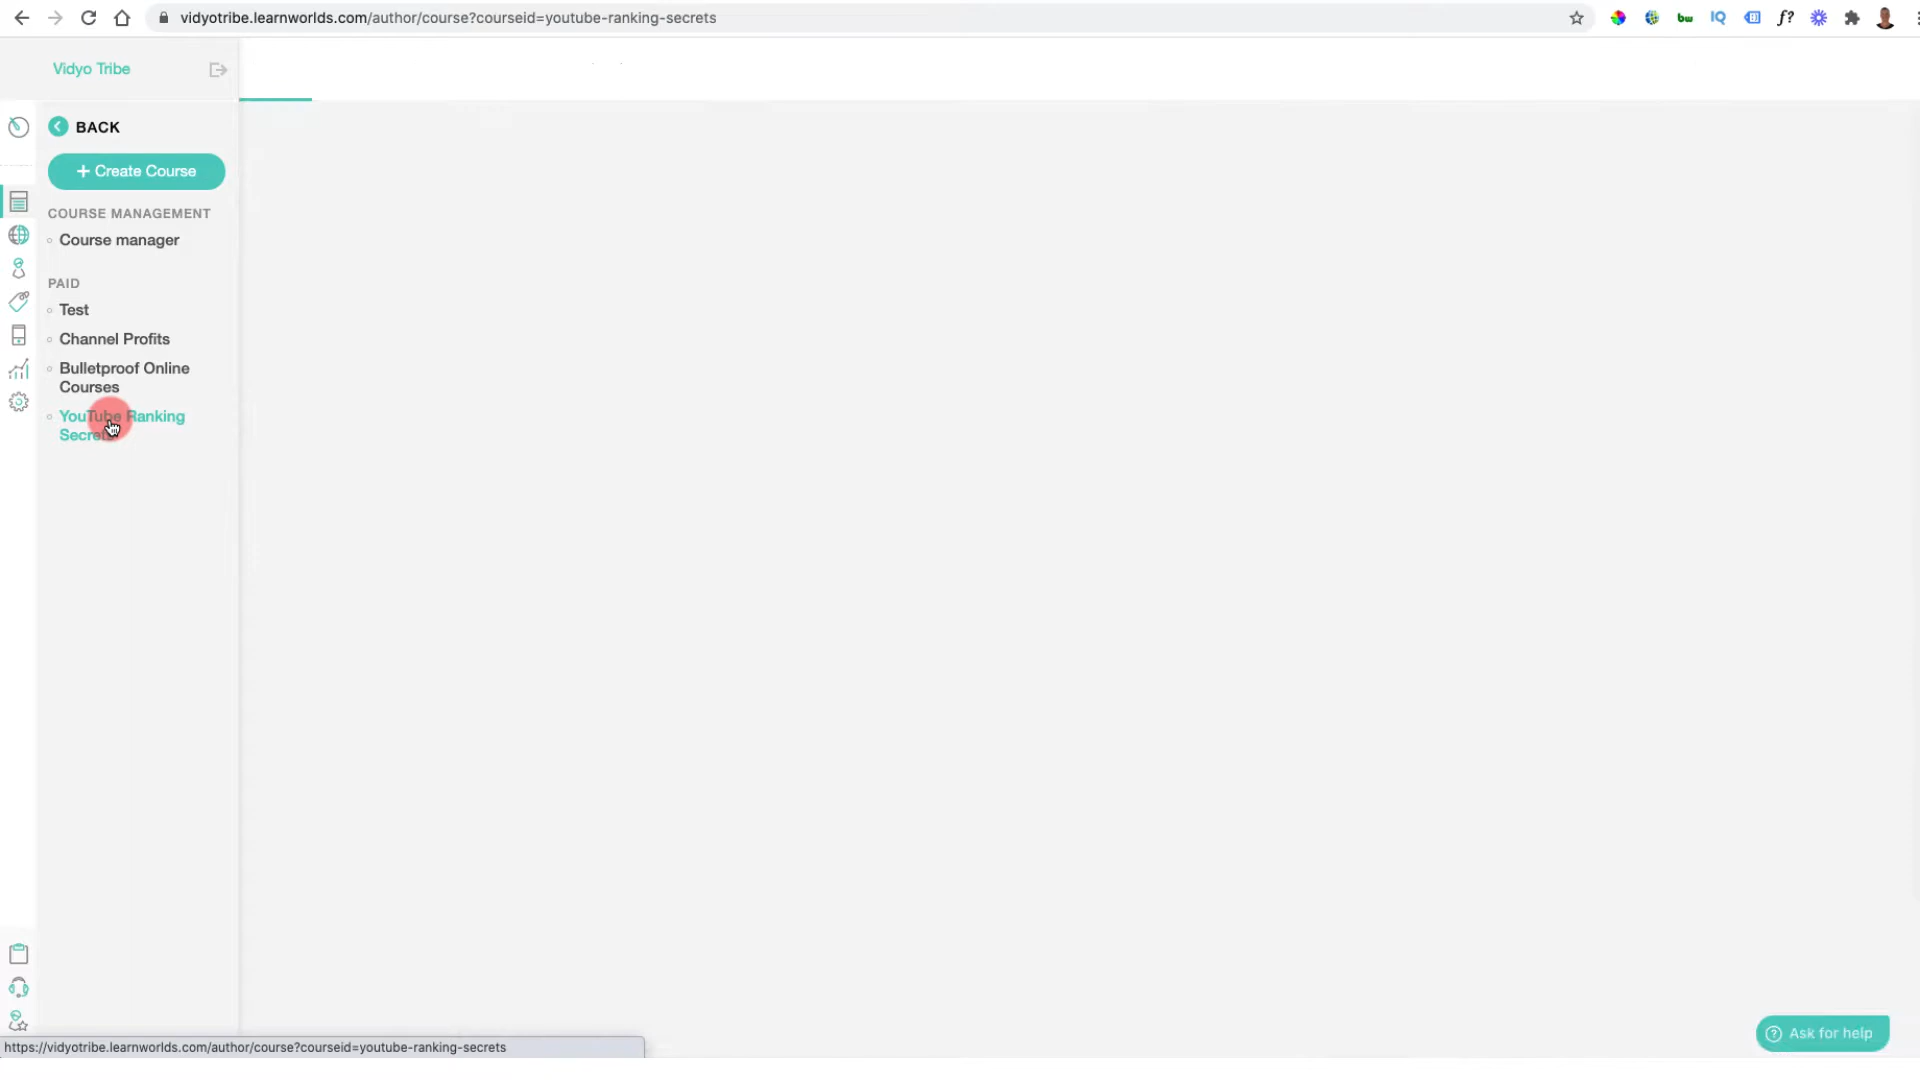 vidyotribe.learnworlds.com/author/course?courseid=youtube-ranking-secrets
bw
IQ
f?
Vidyo Tribe
BACK
+ Create Course
COURSE MANAGEMENT
Course manager
PAID
Test
Channel Profits
Bulletproof Online
Courses
YouTube Ranking
Secrets
https://vidyotribe.learnworlds.com/author/course?courseid=youtube-ranking-secrets
? Ask for help